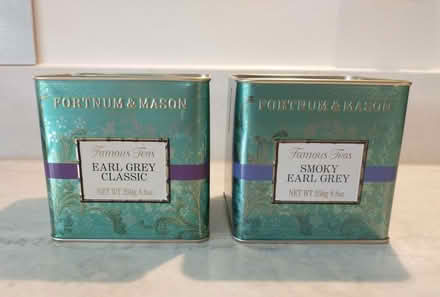 FORTNUM & MASON
Famous Teas
EARL GREY
CLASSIC
NET WT 250g 8.8oz
FORTNUM & MASON
Famous Teas
SMOKY
EARL GREY
NET WT 250g 8.8oz